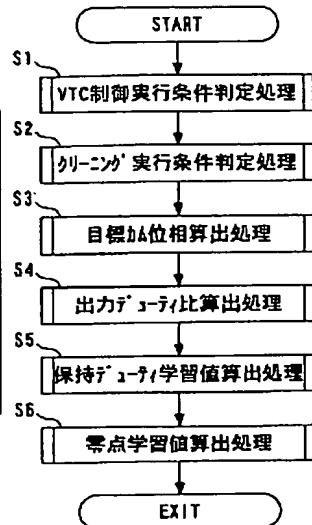 START
S1
VTC制御実行条件判定処理
S2
クリーニング実行条件判定処理
S3
目標カム位相算出処理
S4
出力デューティ比算出処理
S5
保持デューティ学習値算出処理
S6
零点学習値算出処理
EXIT